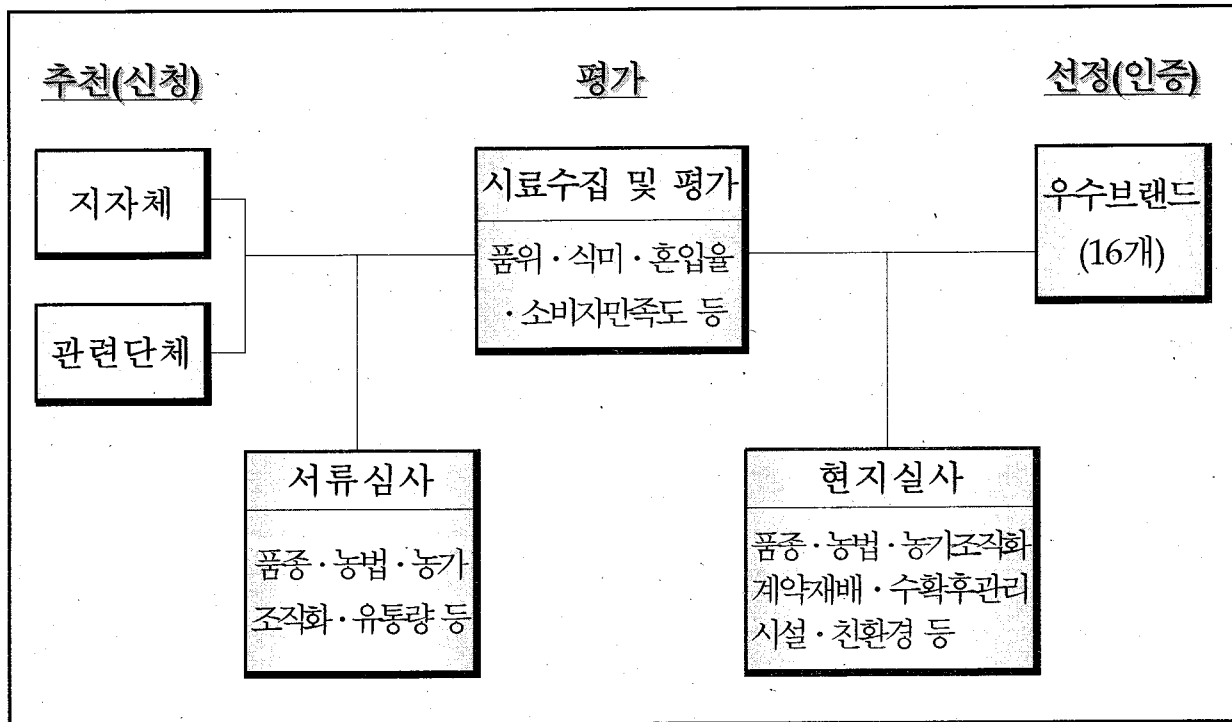 추천(신청)
평가
선정(인증)
지자체
관련단체
시료수집 및 평가
품위·식미·혼입율
·소비자만족도 등
우수브랜드
(16개)
서류심사
품종·농법·농가
조직화·유통량 등
현지실사
품종·농법·농가조직화
계약재배·수확후관리
시설·친환경 등